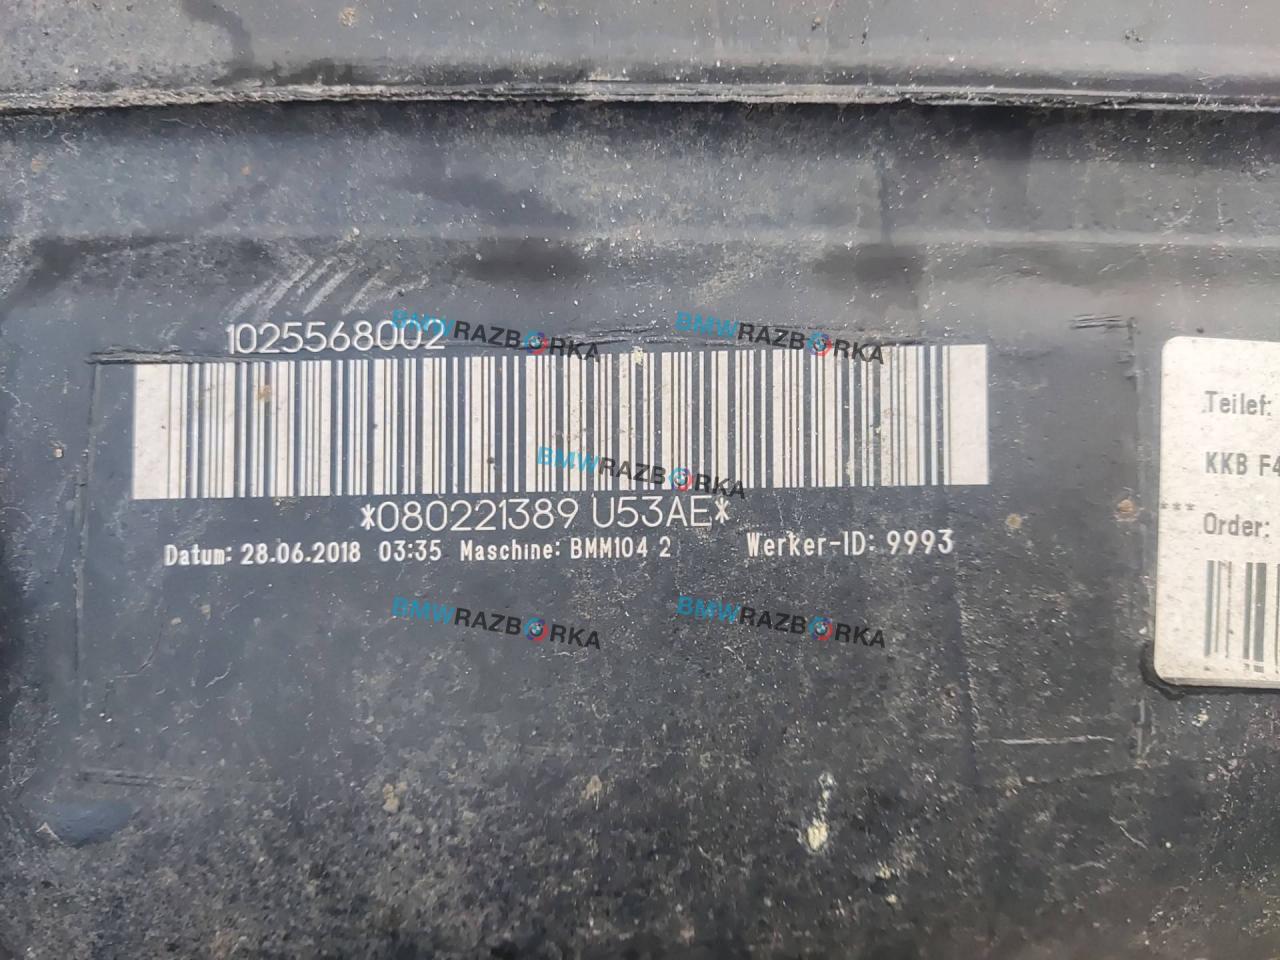 1025568002
BMWRAZBORKA
BMWRAZBORKA
BMWRAZBORKA
*080221389 U53AE*
Datum: 28.06.2018 03:35 Maschine: BMM104 2 Werker-ID: 9993
BMWRAZBORKA
BMWRAZBORKA
Teilef:
KKB F4
*** Order: